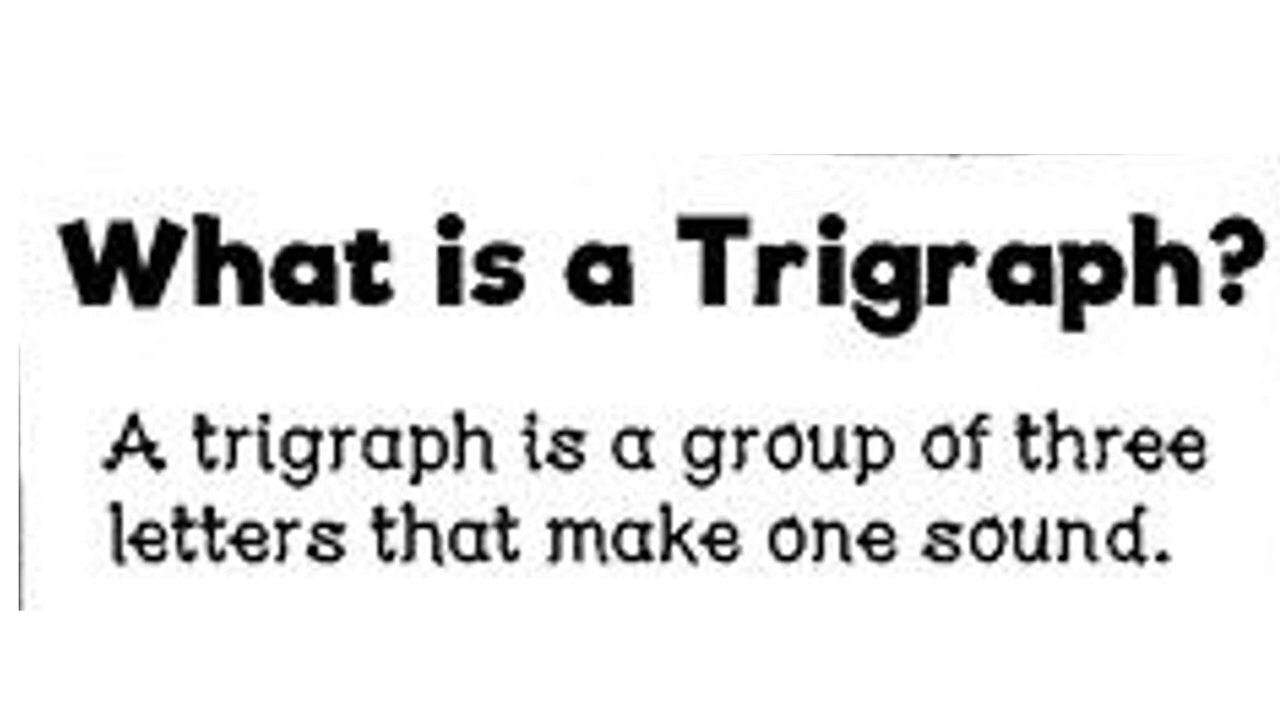 What is a Trigraph?
A trigraph is a group of three
letters that make one sound.